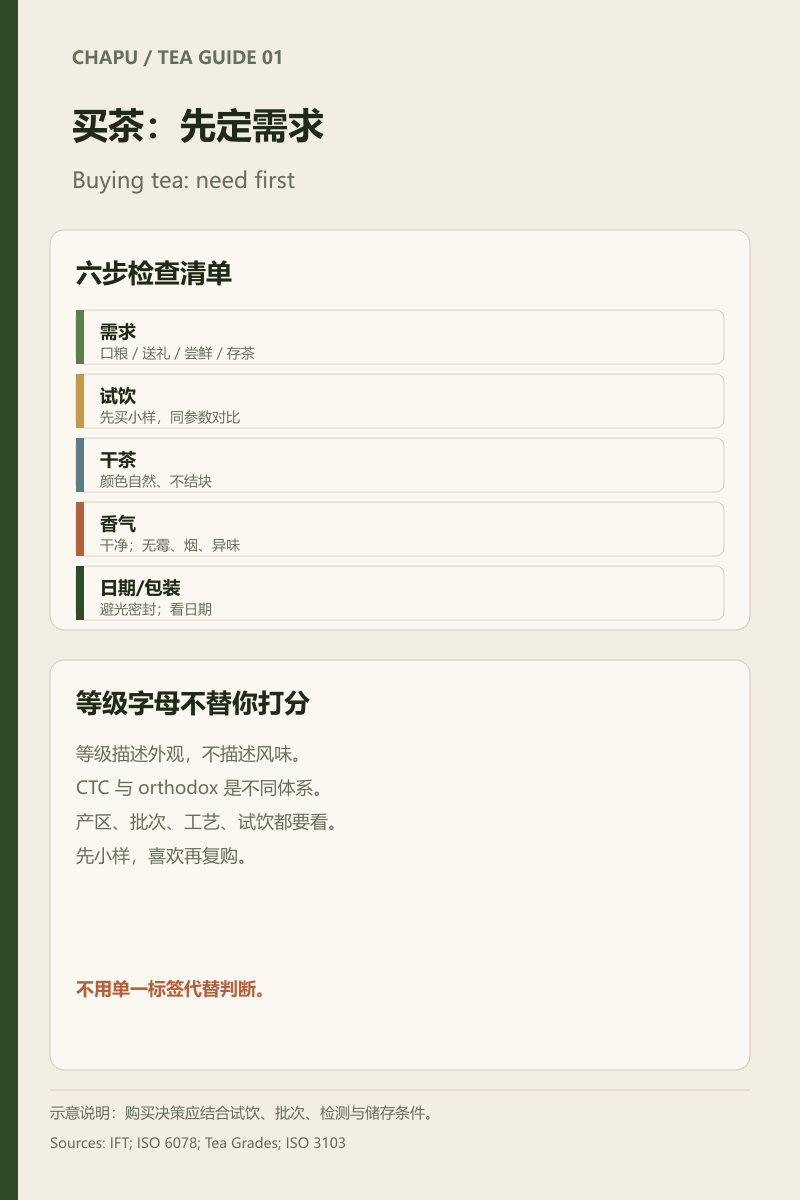 CHAPU / TEA GUIDE 01
买茶：先定需求
Buying tea: need first
六步检查清单
需求
口粮 / 送礼 / 尝鲜 / 存茶
试饮
先买小样，同参数对比
干茶
颜色自然、不结块
香气
干净；无霉、烟、异味
日期/包装
避光密封；看日期
等级字母不替你打分
等级描述外观，不描述风味。
CTC 与 orthodox 是不同体系。
产区、批次、工艺、试饮都要看。
先小样，喜欢再复购。
不用单一标签代替判断。
示意说明：购买决策应结合试饮、批次、检测与储存条件。
Sources: IFT; ISO 6078; Tea Grades; ISO 3103